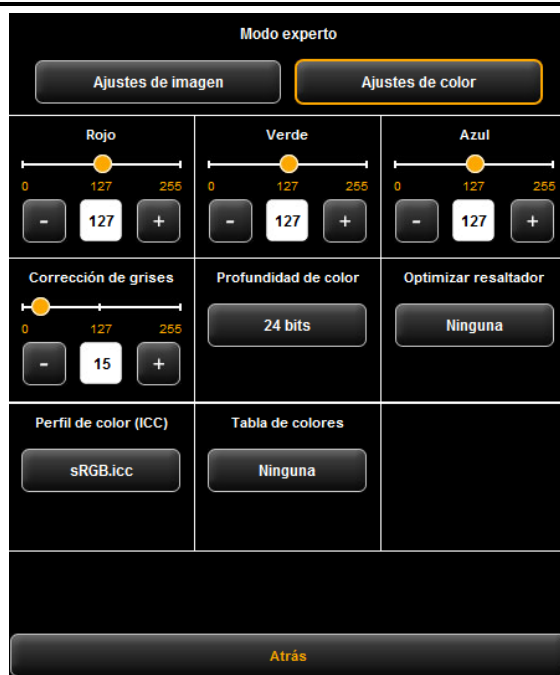 Modo experto
Ajustes de imagen Ajustes de color
Rojo Verde Azul
0 127 255 0 127 255 0 127 255
- 127 + - 127 + - 127 +
Corrección de grises Profundidad de color Optimizar resaltador
24 bits Ninguna
0 127 255
- 15 +
Perfil de color (ICC) Tabla de colores
sRGB.icc Ninguna
Atrás